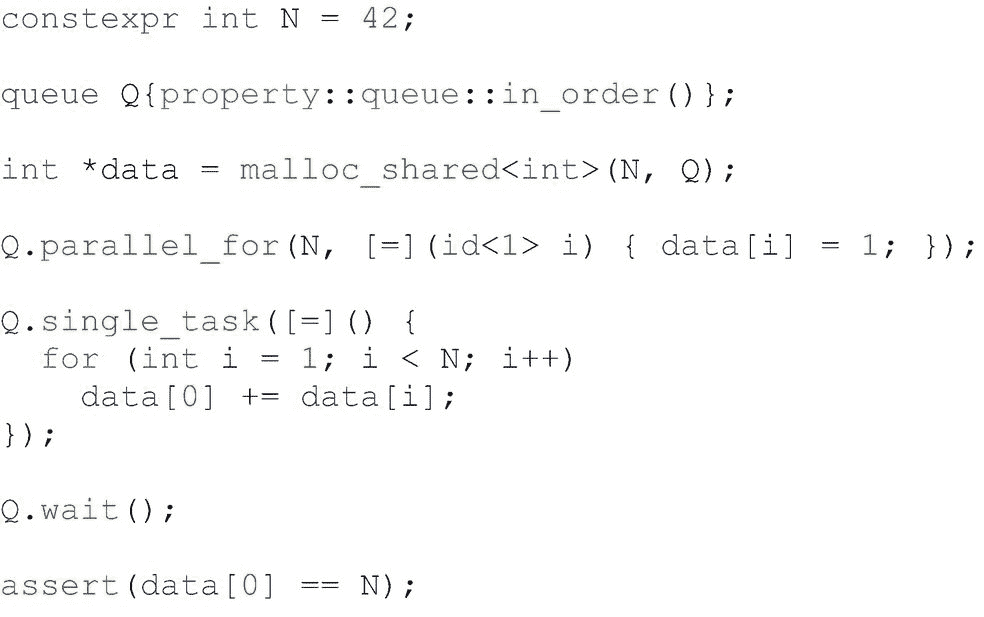 constexpr int N = 42;
queue Q{property::queue::in_order()};
int *data = malloc_shared<int>(N, Q);
Q.parallel_for(N, [=](id<1> i) { data[i] = 1; });
Q.single_task([=]() {
  for (int i = 1; i < N; i++)
    data[0] += data[i];
});
Q.wait();
assert(data[0] == N);